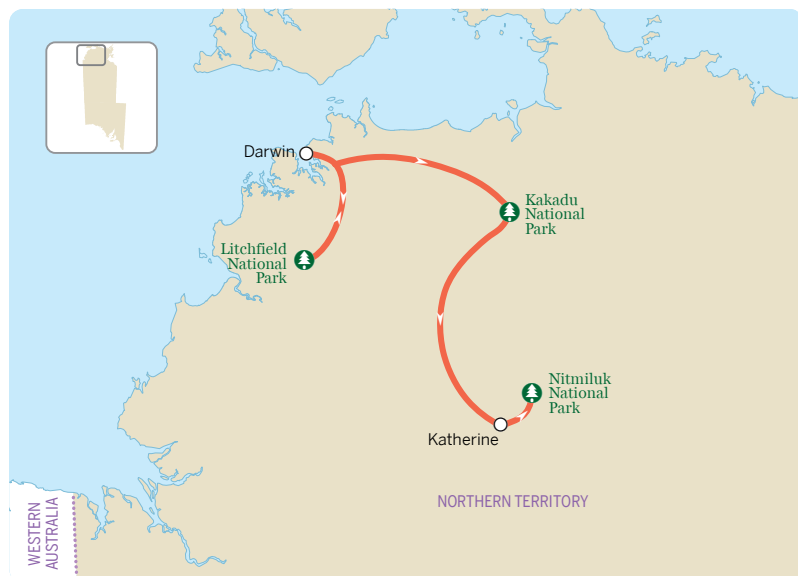 Darwin
Kakadu
National
Park
Litchfield
National
Park
Nitmiluk
National
Park
Katherine
NORTHERN TERRITORY
WESTERN
AUSTRALIA